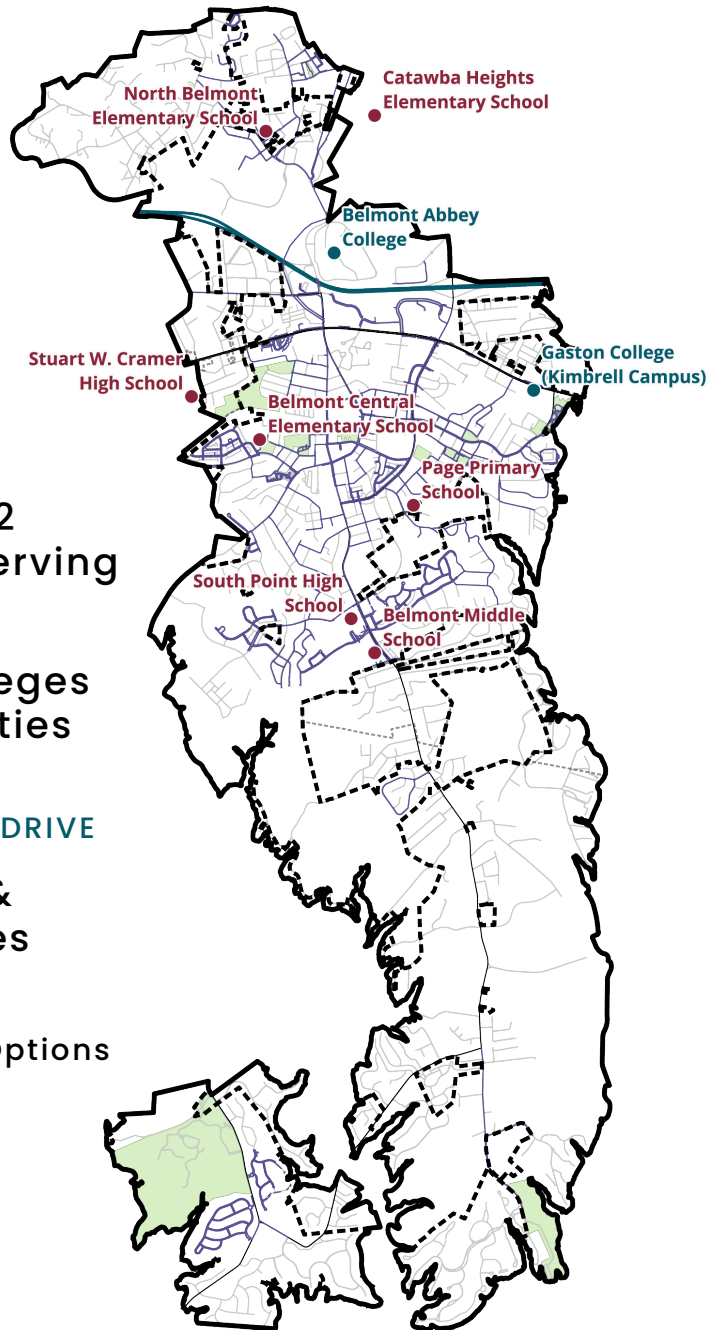 Catawba Heights
Elementary School
North Belmont
Elementary School
Belmont Abbey
College
Stuart W. Cramer
High School
Gaston College
(Kimbrell Campus)
Belmont Central
Elementary School
Page Primary
School
2
erving
South Point High
School
Belmont Middle
School
eges
ties
DRIVE
&
es
Options